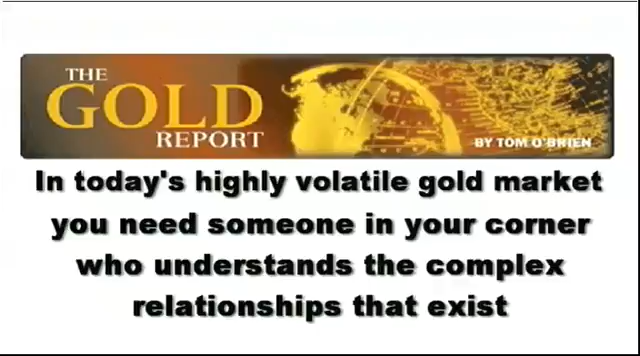 THE
GOLD
REPORT
BY TOM O'BRIEN
In today's highly volatile gold market
you need someone in your corner
who understands the complex
relationships that exist